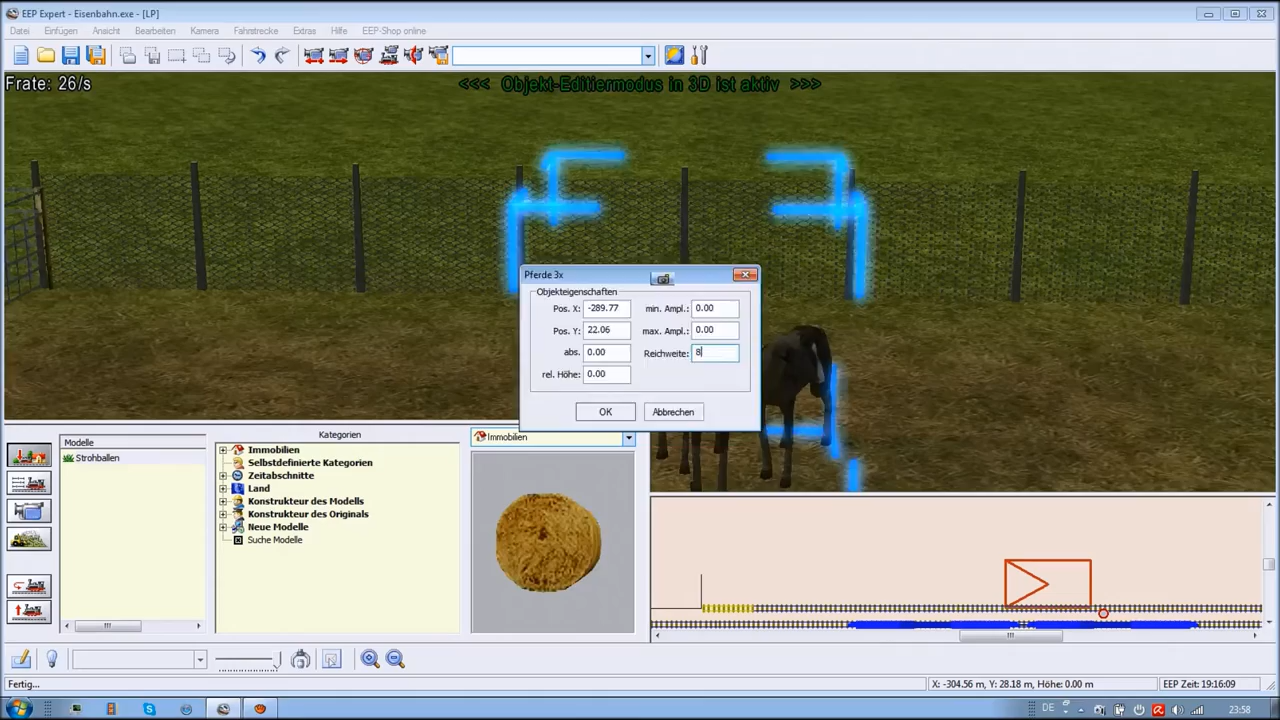 EEP Expert - Eisenbahn.exe - [LP]
Datei Einfügen Ansicht Bearbeiten Kamera Fahrstrecke Extras Hilfe EEP-Shop online
Frate: 26/s
<<< Objekt-Editiermodus in 3D ist aktiv >>>
Pferde 3x
Objekteigenschaften
Pos. X: -289.77 min. Ampl.: 0.00
Pos. Y: 22.06 max. Ampl.: 0.00
abs. 0.00 Reichweite: 8
rel. Höhe: 0.00
OK Abbrechen
Modelle
Strohballen
Kategorien
Immobilien
Selbstdefinierte Kategorien
Zeitabschnitte
Land
Konstrukteur des Modells
Konstrukteur des Originals
Neue Modelle
Suche Modelle
Immobilien
Fertig...
X: -304.56 m, Y: 28.18 m, Höhe: 0.00 m
EEP Zeit: 19:16:09
DE
23:58